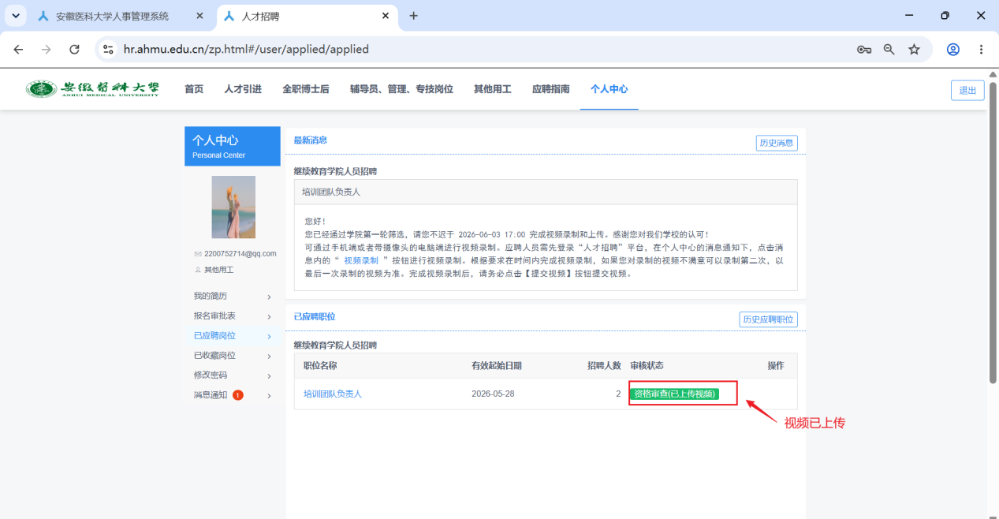 安徽医科大学人事管理系统
人才招聘
hr.ahmu.edu.cn/zp.html#/user/applied/applied
安徽医科大学
ANHUI MEDICAL UNIVERSITY
首页 人才引进 全职博士后 辅导员、管理、专技岗位 其他用工 应聘指南 个人中心
退出
个人中心
Personal Center
2200752714@qq.com
其他用工
我的简历
报名审批表
已应聘岗位
已收藏岗位
修改密码
消息通知 1
最新消息
历史消息
继续教育学院人员招聘
培训团队负责人
您好!
您已经通过学院第一轮筛选,请您不迟于 2026-06-03 17:00 完成视频录制和上传。感谢您对我们学校的认可!
可通过手机端或者带摄像头的电脑端进行视频录制。应聘人员需先登录“人才招聘”平台,在个人中心的消息通知下,点击消
息内的“ 视频录制 ”按钮进行视频录制。根据要求在时间内完成视频录制,如果您对录制的视频不满意可以录制第二次,以
最后一次录制的视频为准。完成视频录制后,请务必点击【提交视频】按钮提交视频。
已应聘职位
历史应聘职位
继续教育学院人员招聘
职位名称 有效起始日期 招聘人数 审核状态 操作
培训团队负责人 2026-05-28 2 资格审查(已上传视频)
视频已上传